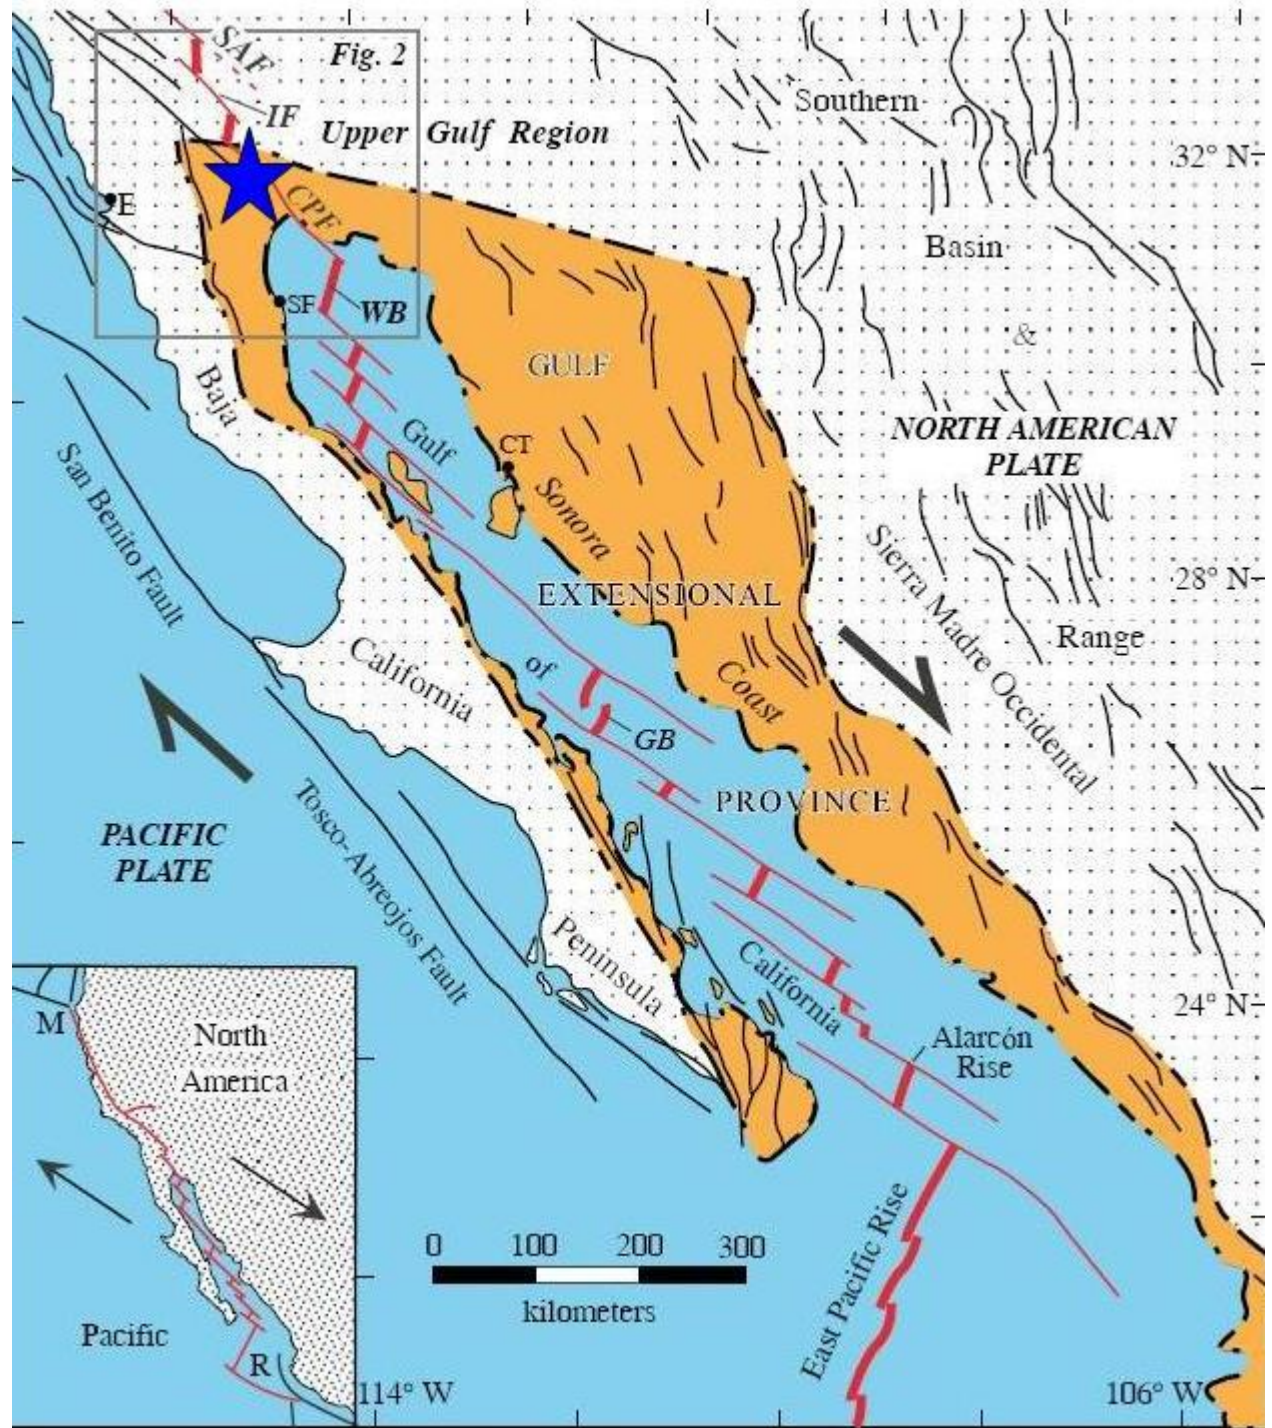 SAF
Fig. 2
IF
Upper Gulf Region
Southern
32° N
CPF
E
Basin
SF
WB
&
GULF
Baja
NORTH AMERICAN
PLATE
Gulf
CT
Sonora
San Benito Fault
28° N
EXTENSIONAL
Sierra Madre Occidental
Range
California
of
Coast
GB
PROVINCE
Tosco-Abreojos Fault
PACIFIC
PLATE
Peninsula
California
24° N
M
North
America
Alarcón
Rise
East Pacific Rise
0 100 200 300
kilometers
Pacific
R
114° W
106° W